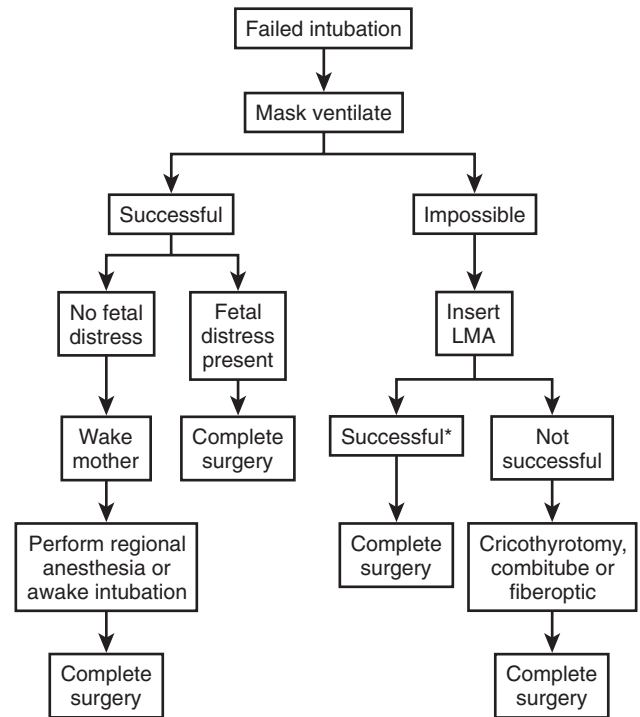 Failed intubation
Mask ventilate
Successful
Impossible
No fetal
distress
Fetal
distress
present
Insert
LMA
Wake
mother
Complete
surgery
Successful*
Not
successful
Perform regional
anesthesia or
awake intubation
Complete
surgery
Cricothyrotomy,
combitube or
fiberoptic
Complete
surgery
Complete
surgery